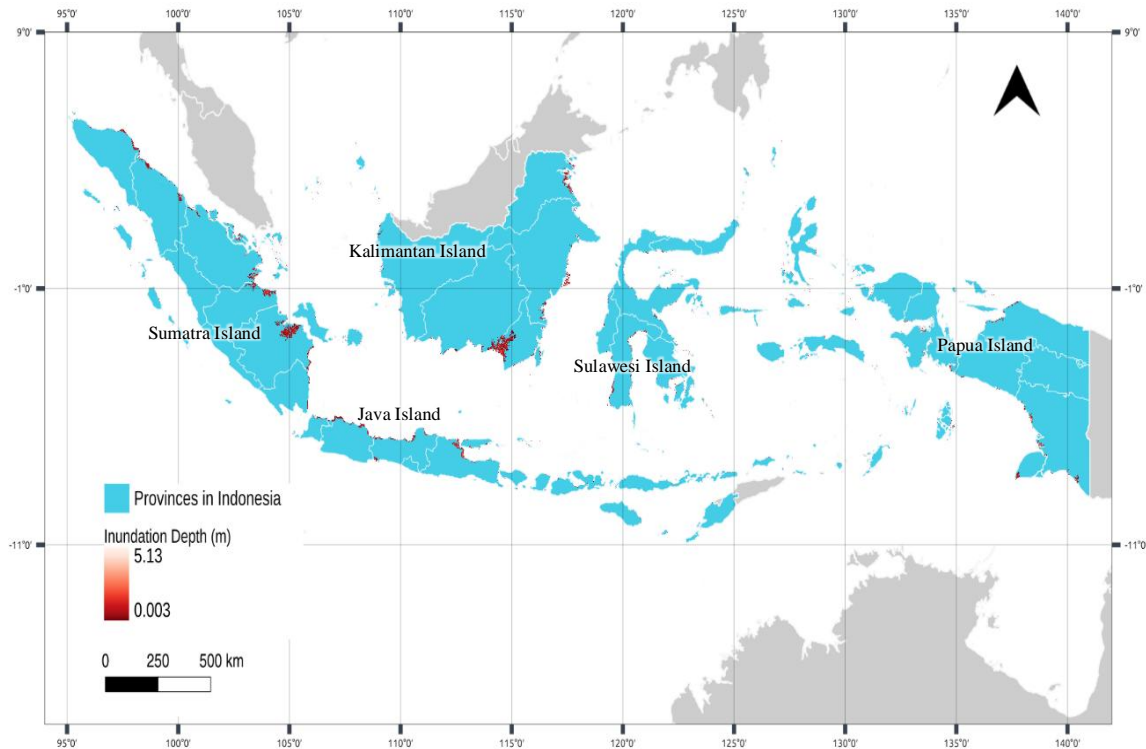 95°0' 100°0' 105°0' 110°0' 115°0' 120°0' 125°0' 130°0' 135°0' 140°0'
9°0' 9°0'
Kalimantan Island
-1°0' -1°0'
Sumatra Island
Papua Island
Sulawesi Island
Java Island
Provinces in Indonesia
Inundation Depth (m)
5.13
0.003
-11°0' -11°0'
0 250 500 km
95°0' 100°0' 105°0' 110°0' 115°0' 120°0' 125°0' 130°0' 135°0' 140°0'